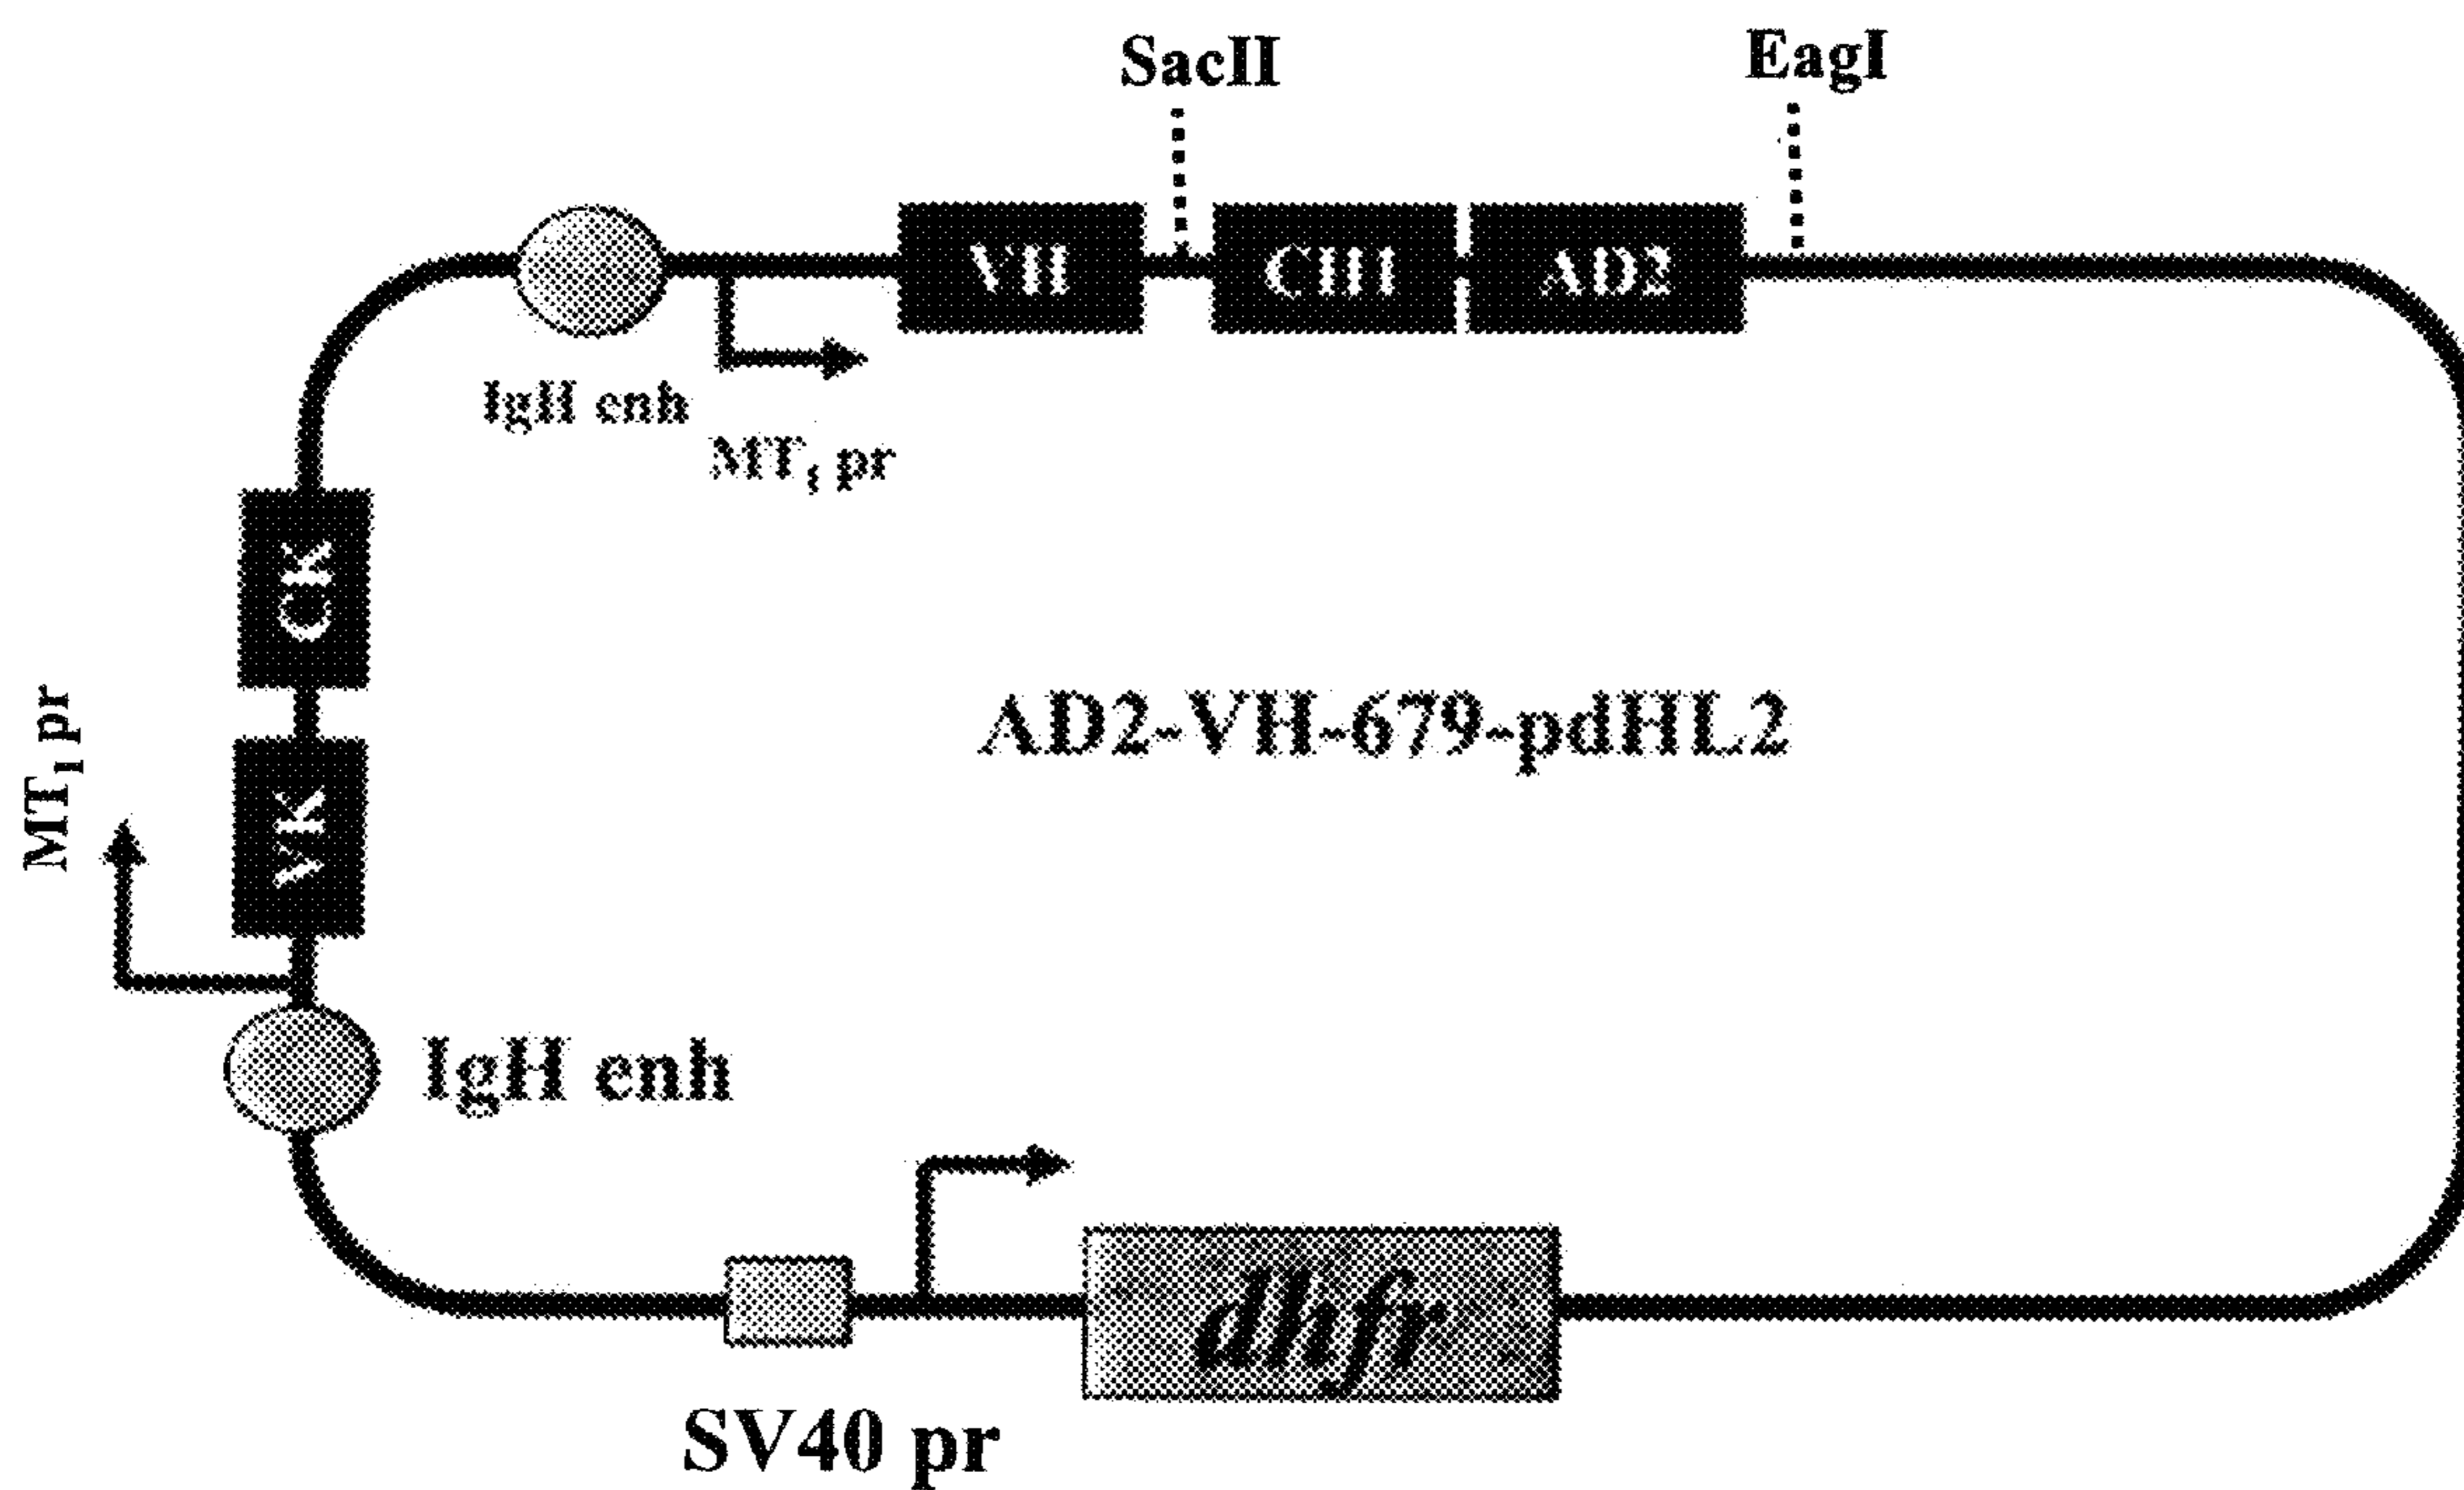 SacII
EagI
VH
CH1
AD2
IgH enh
MT₁ pr
CK
AD2-VH-679-pdHL2
MT₁ pr
VK
IgH enh
dhfr
SV40 pr